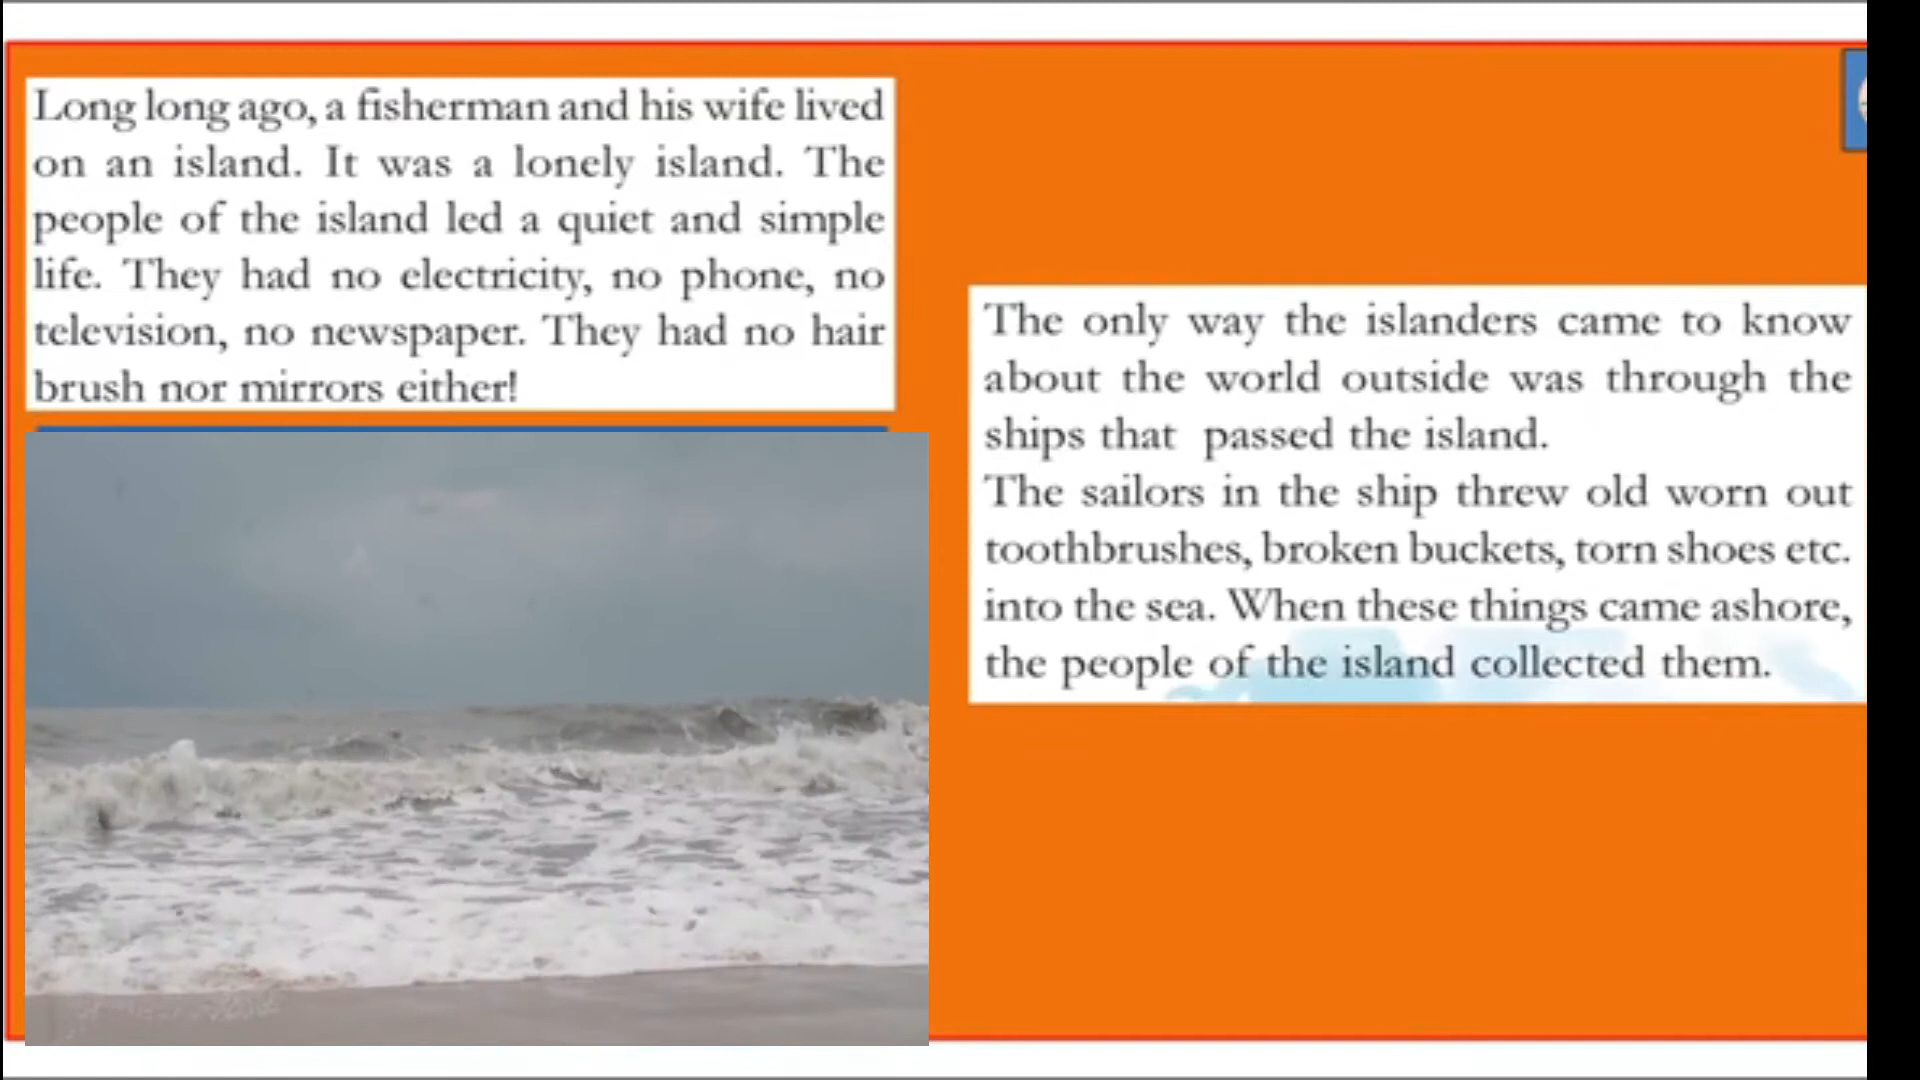 Long long ago, a fisherman and his wife lived
on an island. It was a lonely island. The
people of the island led a quiet and simple
life. They had no electricity, no phone, no
television, no newspaper. They had no hair
brush nor mirrors either!
The only way the islanders came to know
about the world outside was through the
ships that passed the island.
The sailors in the ship threw old worn out
toothbrushes, broken buckets, torn shoes etc.
into the sea. When these things came ashore,
the people of the island collected them.